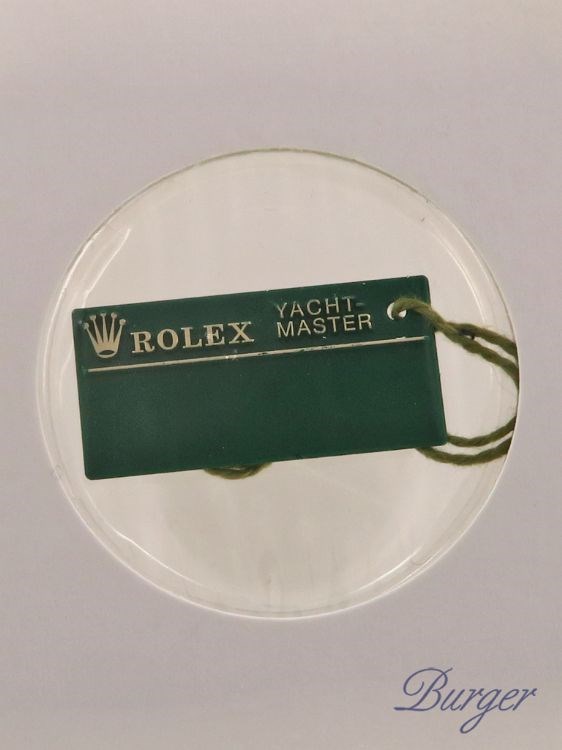 ROLEX
YACHT-
MASTER
Burger